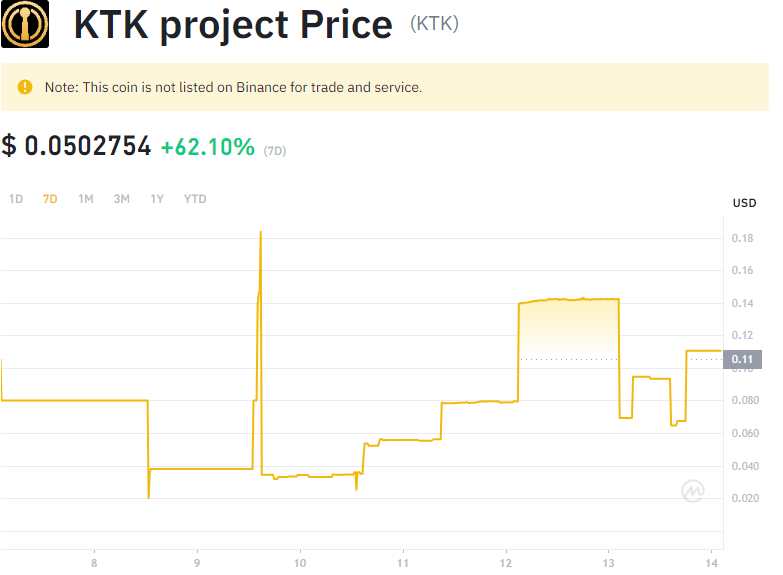 KTK project Price (KTK)
Note: This coin is not listed on Binance for trade and service.
$ 0.0502754 +62.10% (7D)
1D 7D 1M 3M 1Y YTD
USD
0.18
0.16
0.14
0.12
0.11
0.10
0.080
0.060
0.040
0.020
8 9 10 11 12 13 14